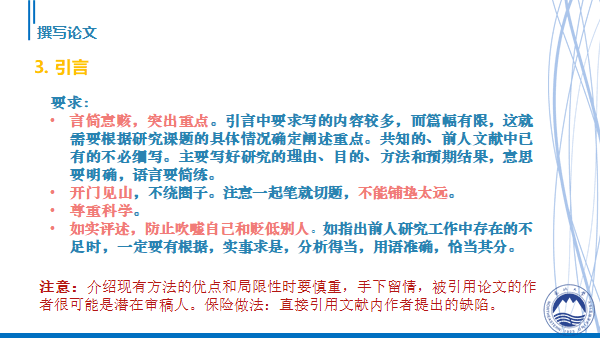 撰写论文
3. 引言
要求：
• 言简意赅，突出重点。引言中要求写的内容较多，而篇幅有限，这就
需要根据研究课题的具体情况确定阐述重点。共知的、前人文献中已
有的不必细写。主要写好研究的理由、目的、方法和预期结果，意思
要明确，语言要简练。
• 开门见山，不绕圈子。注意一起笔就切题，不能铺垫太远。
• 尊重科学。
• 如实评述，防止吹嘘自己和贬低别人。如指出前人研究工作中存在的不
足时，一定要有根据，实事求是，分析得当，用语准确，恰当其分。
注意：介绍现有方法的优点和局限性时要慎重，手下留情，被引用论文的作
者很可能是潜在审稿人。保险做法：直接引用文献内作者提出的缺陷。